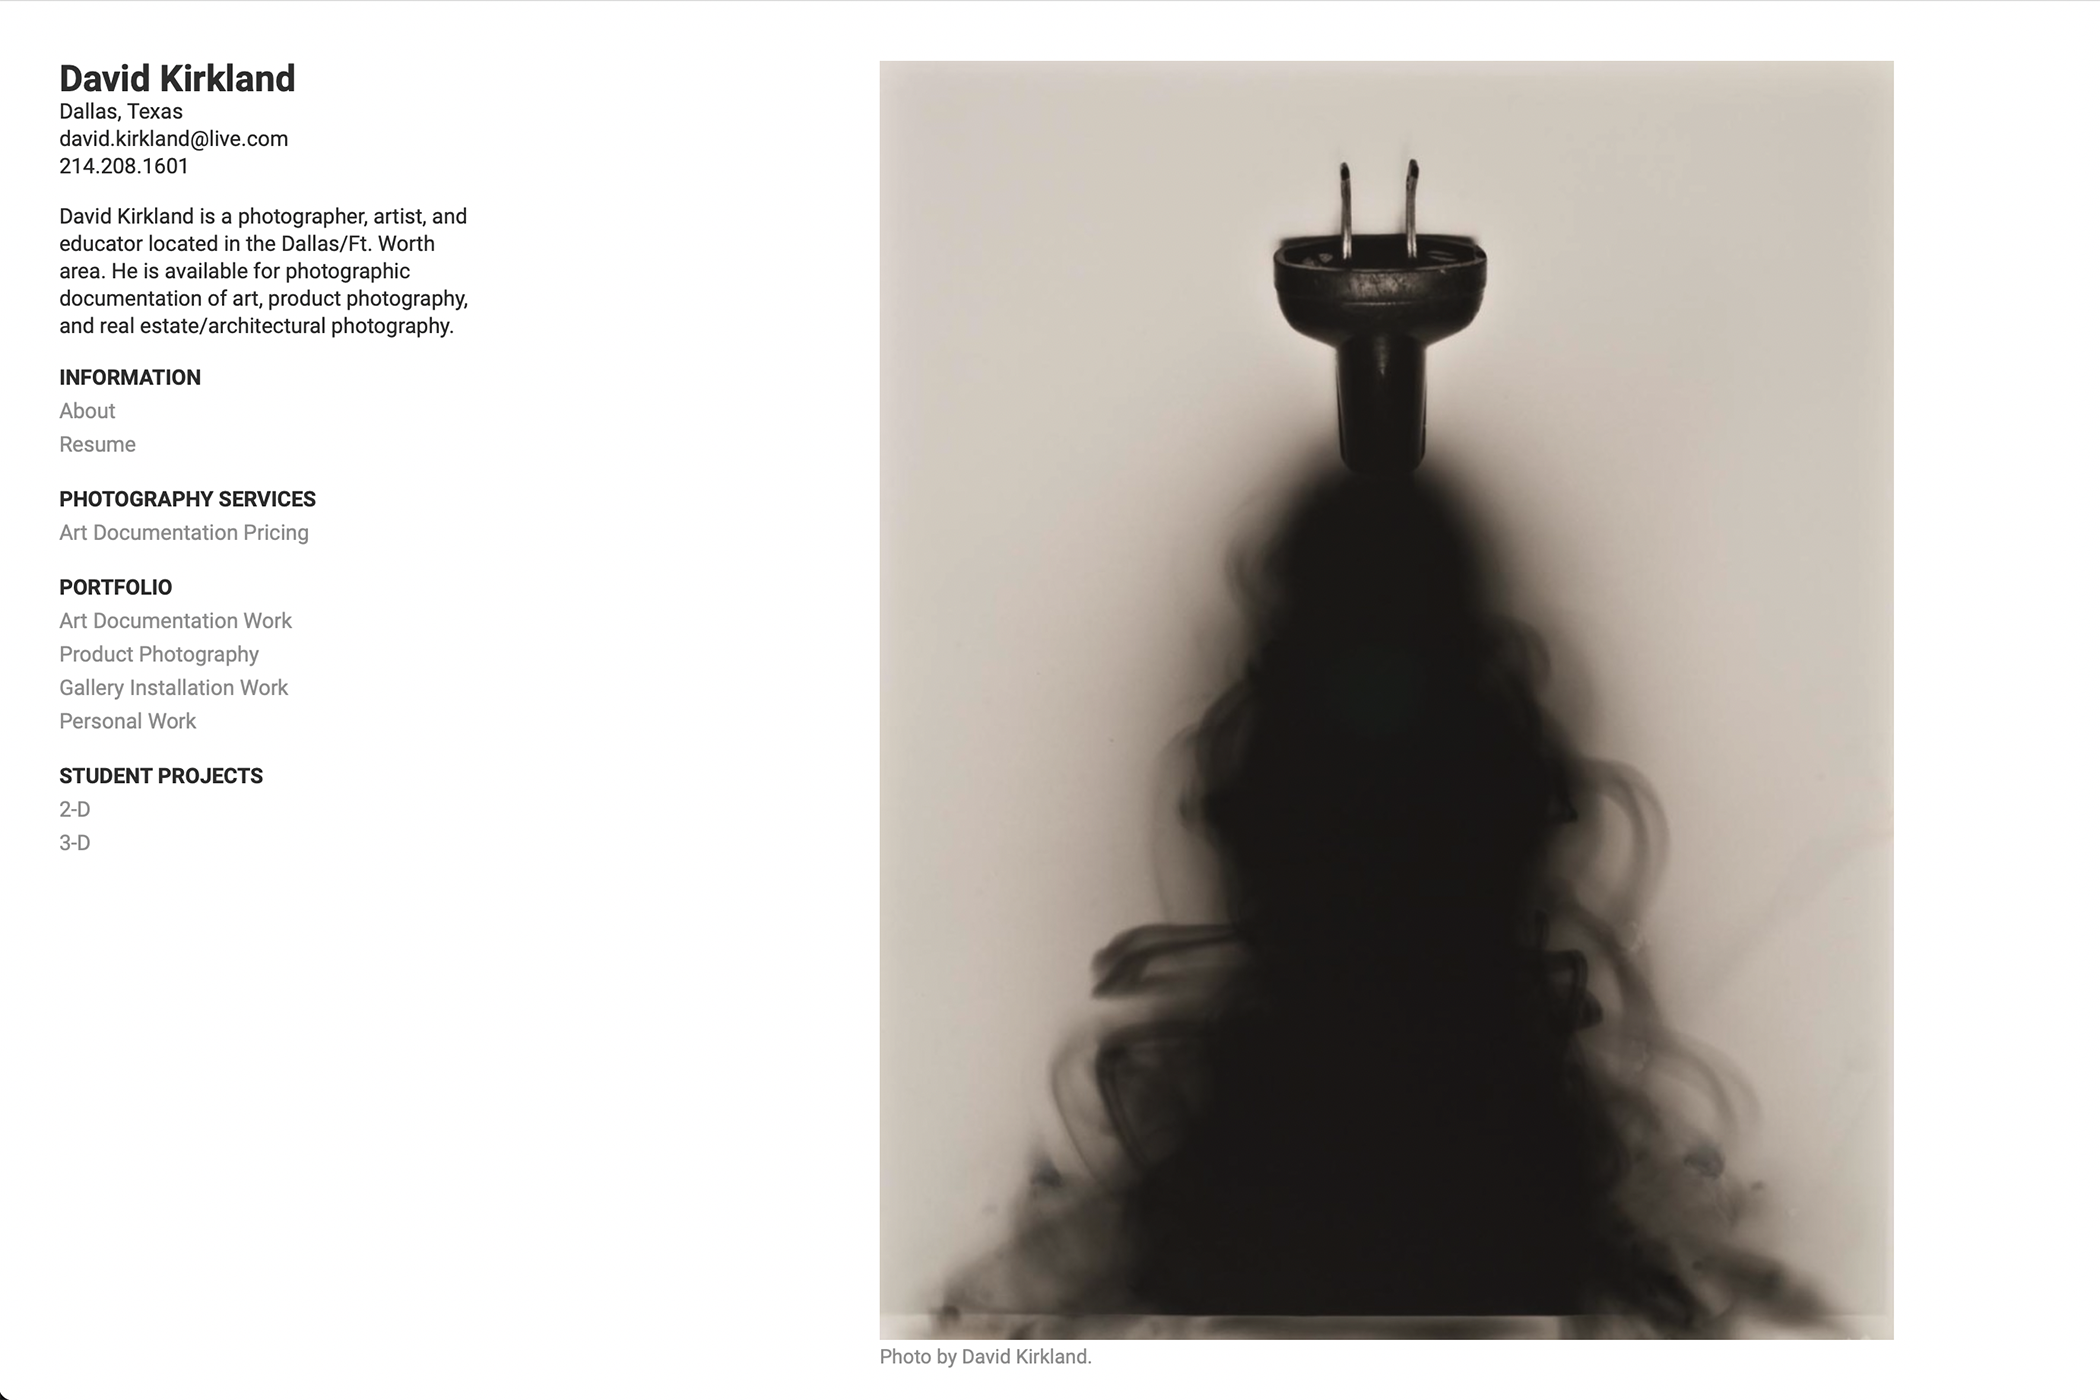 David Kirkland
Dallas, Texas
david.kirkland@live.com
214.208.1601
David Kirkland is a photographer, artist, and
educator located in the Dallas/Ft. Worth
area. He is available for photographic
documentation of art, product photography,
and real estate/architectural photography.
INFORMATION
About
Resume
PHOTOGRAPHY SERVICES
Art Documentation Pricing
PORTFOLIO
Art Documentation Work
Product Photography
Gallery Installation Work
Personal Work
STUDENT PROJECTS
2-D
3-D
Photo by David Kirkland.